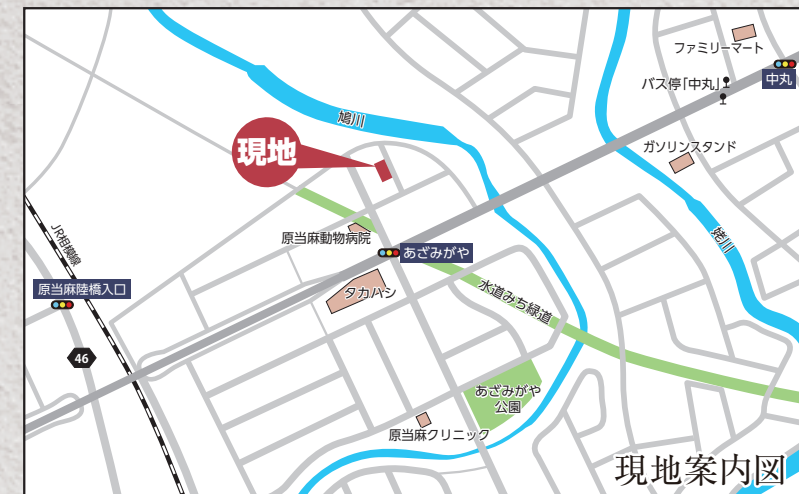 ファミリーマート
中丸
バス停「中丸」
ガソリンスタンド
鳩川
現地
姥川
原当麻動物病院
あざみがや
JR相模線
原当麻陸橋入口
タカハシ
水道みち緑道
46
あざみがや
公園
原当麻クリニック
現地案内図